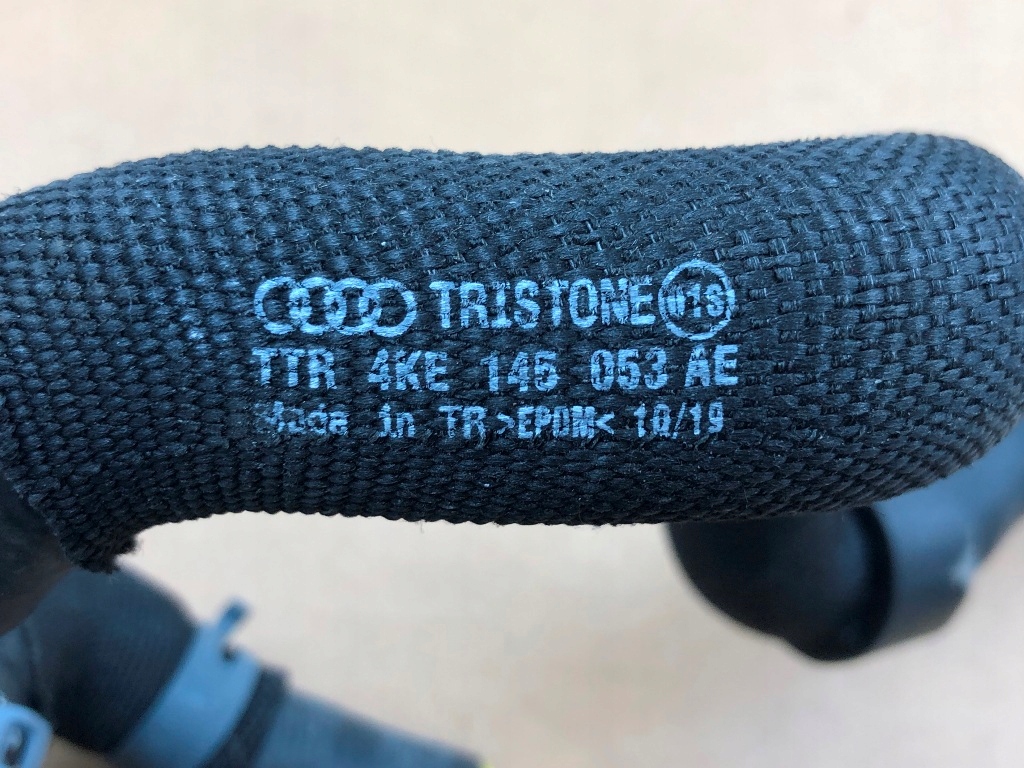 TRISTONE
TTR 4KE 145 053 AE
Made in TR >EPDM< 10/19